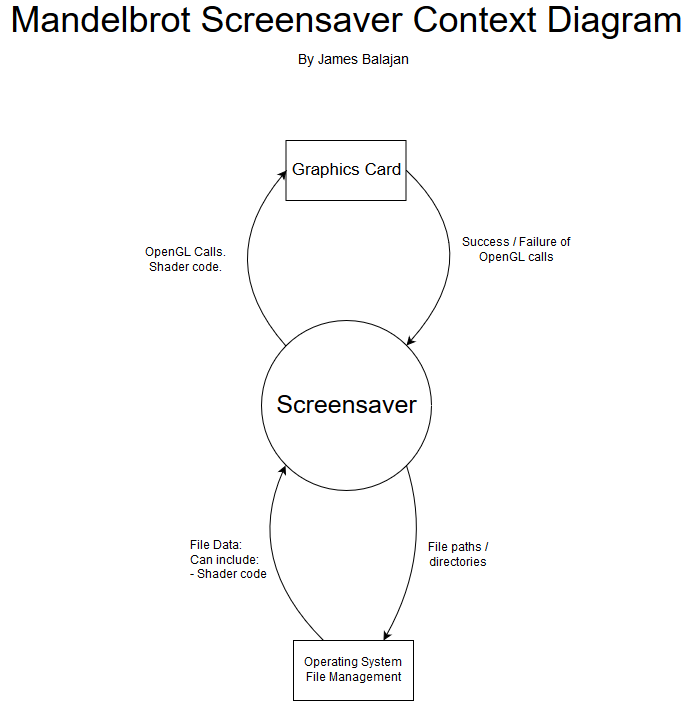 Mandelbrot Screensaver Context Diagram
By James Balajan
Graphics Card
OpenGL Calls.
Shader code.
Success / Failure of
OpenGL calls
Screensaver
File Data:
Can include:
- Shader code
File paths /
directories
Operating System
File Management